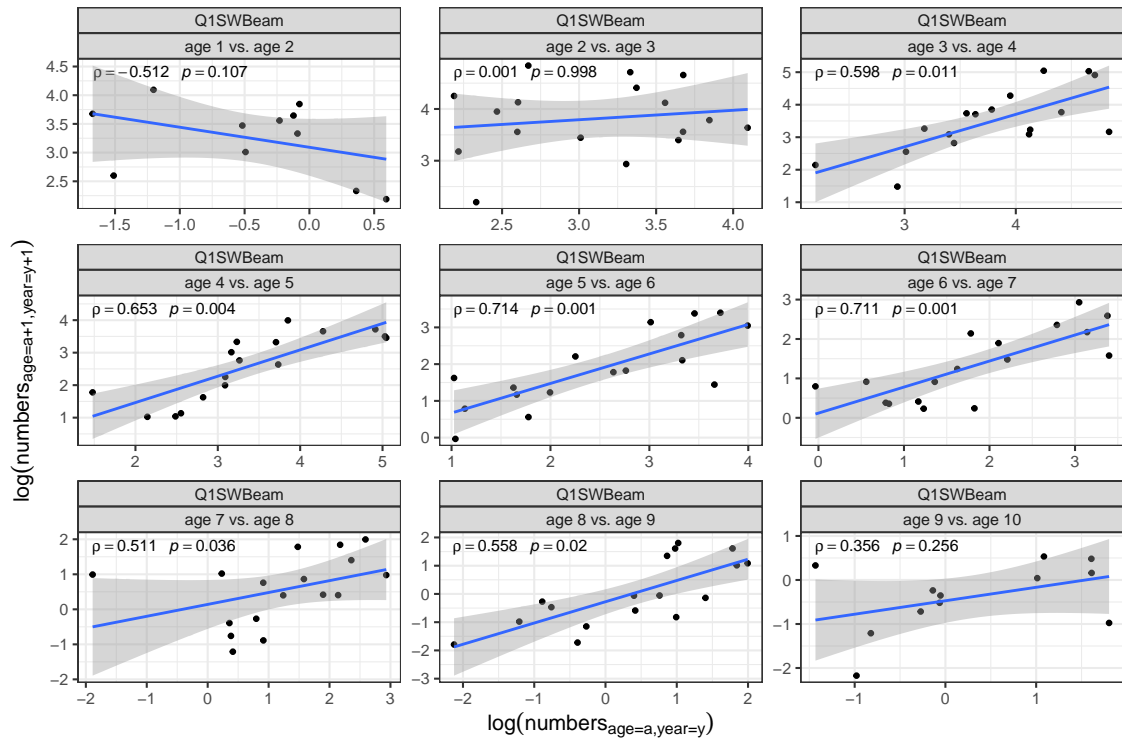 Q1SWBeam
age 1 vs. age 2
ρ = −0.512 p = 0.107
4.5
4.0
3.5
3.0
2.5
−1.5 −1.0 −0.5 0.0 0.5
Q1SWBeam
age 2 vs. age 3
ρ = 0.001 p = 0.998
4
3
2.5 3.0 3.5 4.0
Q1SWBeam
age 3 vs. age 4
ρ = 0.598 p = 0.011
5
4
3
2
1
3 4
Q1SWBeam
age 4 vs. age 5
ρ = 0.653 p = 0.004
4
3
2
1
2 3 4 5
Q1SWBeam
age 5 vs. age 6
ρ = 0.714 p = 0.001
3
2
1
0
1 2 3 4
Q1SWBeam
age 6 vs. age 7
ρ = 0.711 p = 0.001
3
2
1
0
0 1 2 3
Q1SWBeam
age 7 vs. age 8
ρ = 0.511 p = 0.036
2
1
0
−1
−2
−2 −1 0 1 2 3
Q1SWBeam
age 8 vs. age 9
ρ = 0.558 p = 0.02
2
1
0
−1
−2
−3
−2 −1 0 1 2
Q1SWBeam
age 9 vs. age 10
ρ = 0.356 p = 0.256
1
0
−1
−2
−1 0 1
log(numbers age=a+1,year=y+1)
log(numbers age=a,year=y)